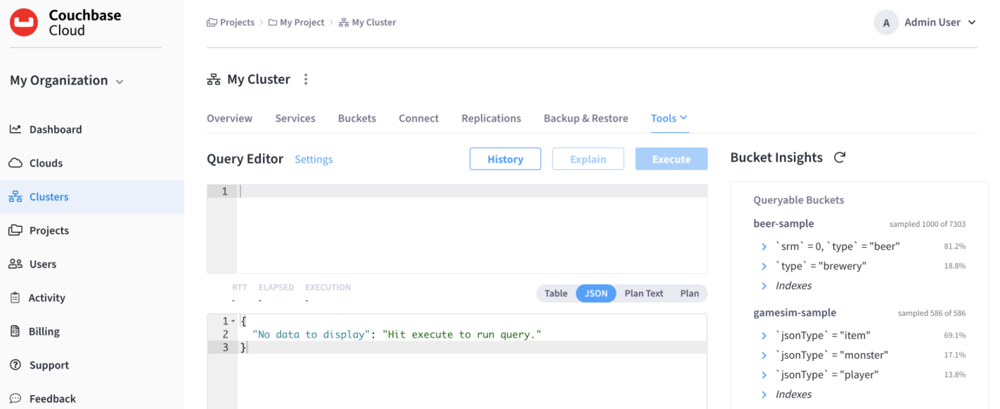 Couchbase
Cloud
My Organization
Dashboard
Clouds
Clusters
Projects
Users
Activity
Billing
Support
Feedback
Projects > My Project > My Cluster
A Admin User
My Cluster
Overview Services Buckets Connect Replications Backup & Restore Tools
Query Editor Settings History Explain Execute
1
RTT ELAPSED EXECUTION
- - -
Table JSON Plan Text Plan
1 {
2 "No data to display": "Hit execute to run query."
3 }
Bucket Insights
Queryable Buckets
beer-sample sampled 1000 of 7303
`srm` = 0, `type` = "beer" 81.2%
`type` = "brewery" 18.8%
Indexes
gamesim-sample sampled 586 of 586
`jsonType` = "item" 69.1%
`jsonType` = "monster" 17.1%
`jsonType` = "player" 13.8%
Indexes